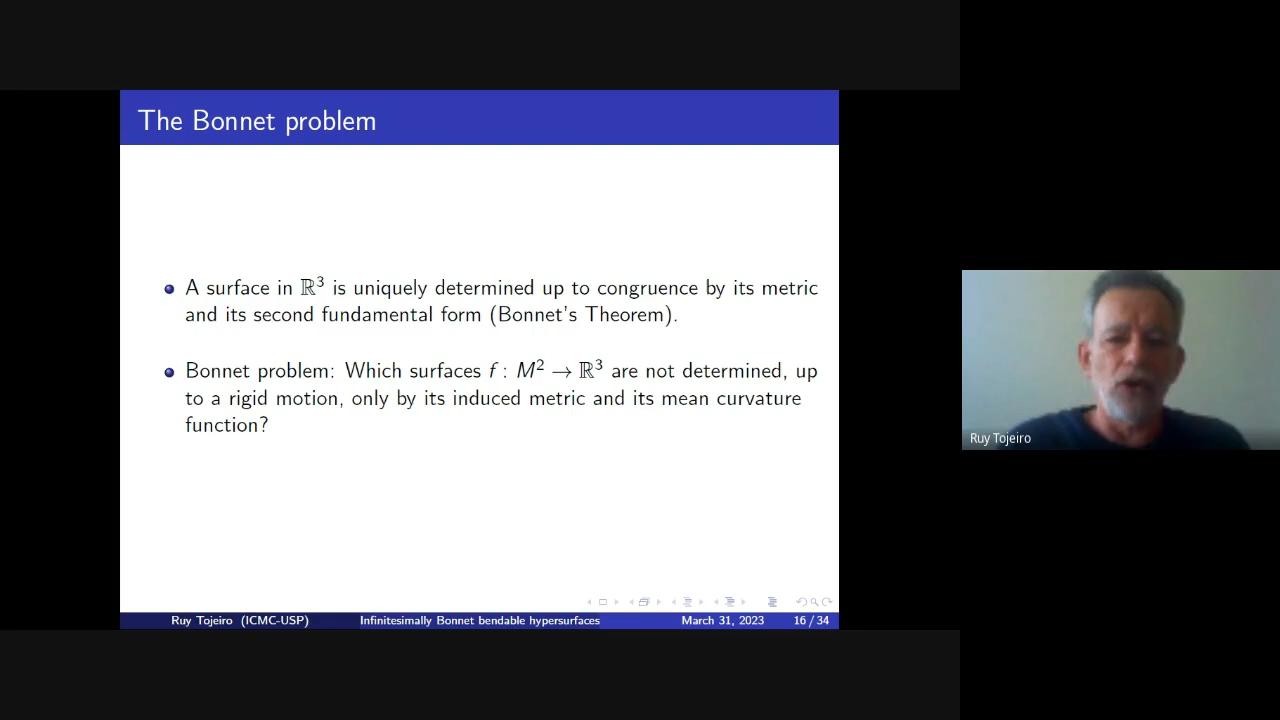 The Bonnet problem
A surface in ℝ³ is uniquely determined up to congruence by its metric
and its second fundamental form (Bonnet's Theorem).
Bonnet problem: Which surfaces f : M² → ℝ³ are not determined, up
to a rigid motion, only by its induced metric and its mean curvature
function?
Ruy Tojeiro
Ruy Tojeiro (ICMC-USP) Infinitesimally Bonnet bendable hypersurfaces March 31, 2023 16 / 34